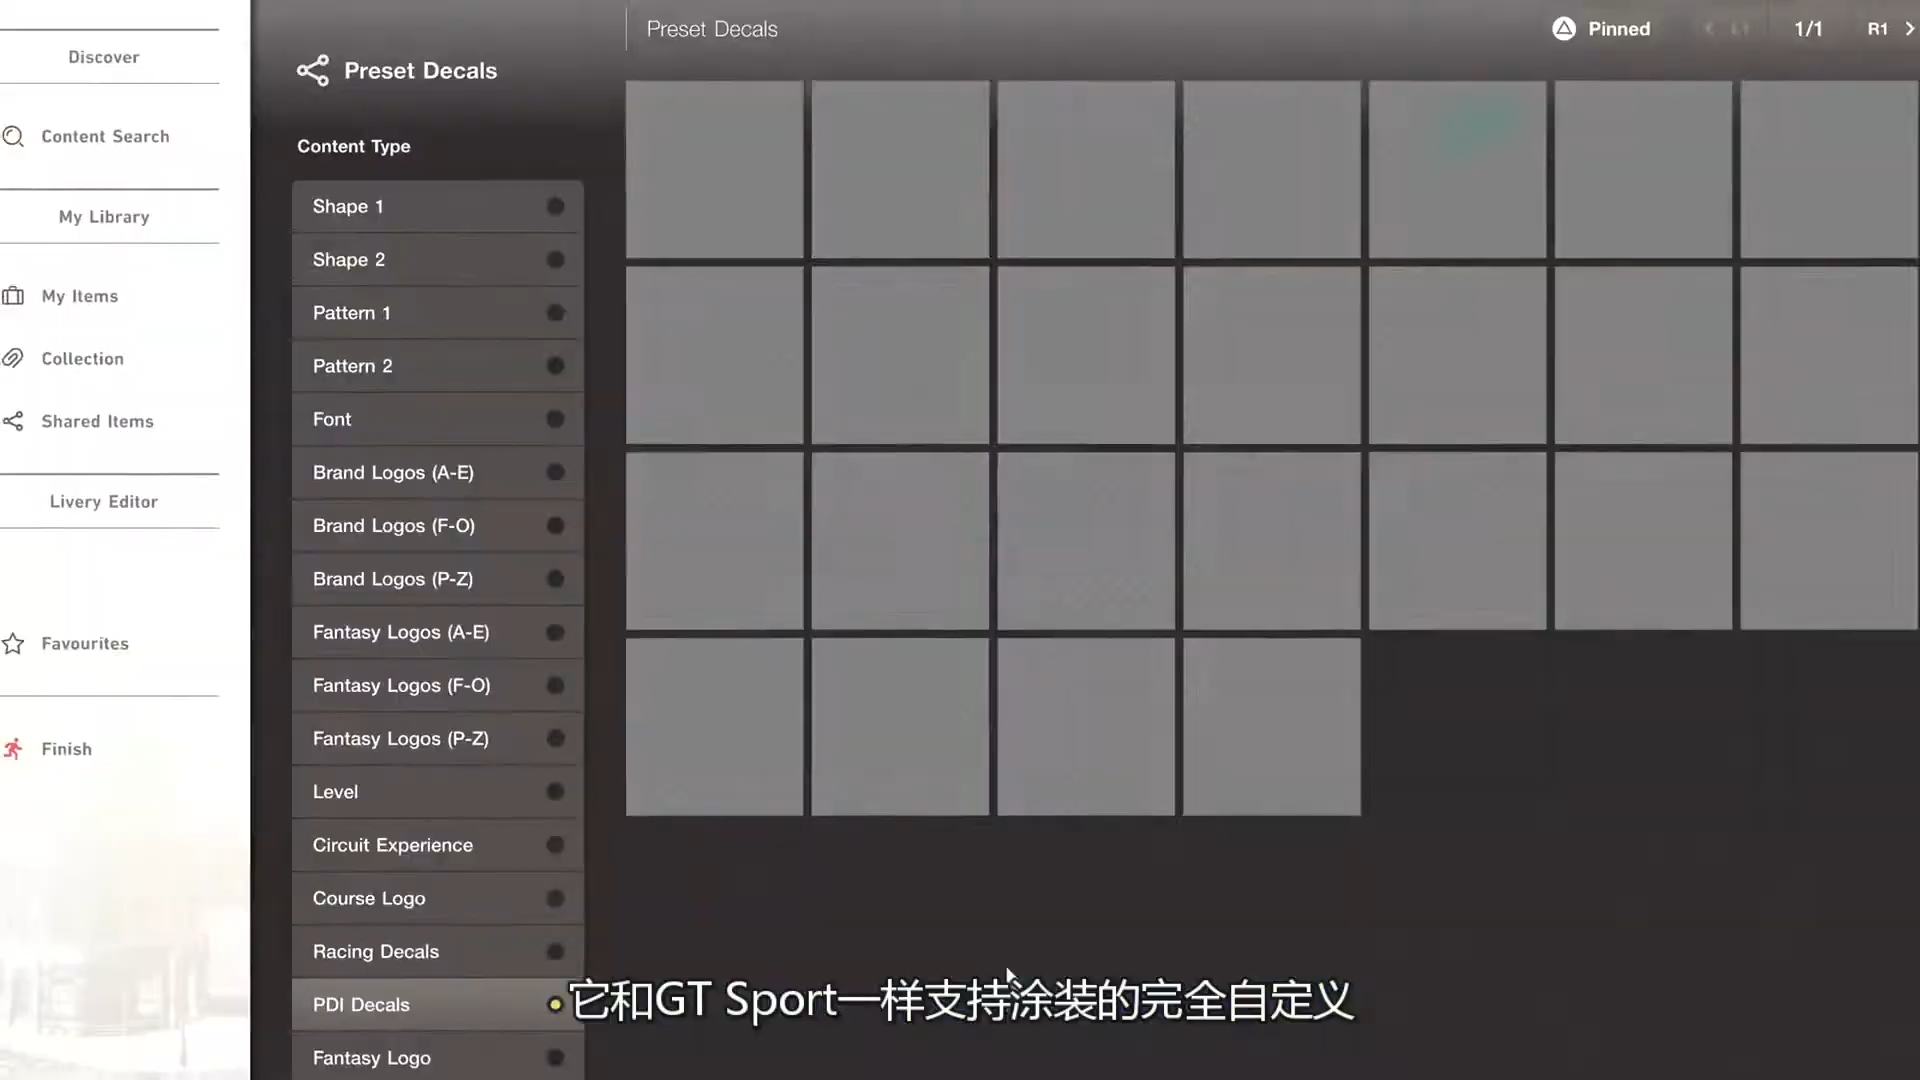 Discover
Content Search
My Library
My Items
Collection
Shared Items
Livery Editor
Favourites
Finish
Preset Decals
Content Type
Shape 1
Shape 2
Pattern 1
Pattern 2
Font
Brand Logos (A-E)
Brand Logos (F-O)
Brand Logos (P-Z)
Fantasy Logos (A-E)
Fantasy Logos (F-O)
Fantasy Logos (P-Z)
Level
Circuit Experience
Course Logo
Racing Decals
PDI Decals
Fantasy Logo
Preset Decals
Pinned L1 1/1 R1
它和GT Sport一样支持涂装的完全自定义